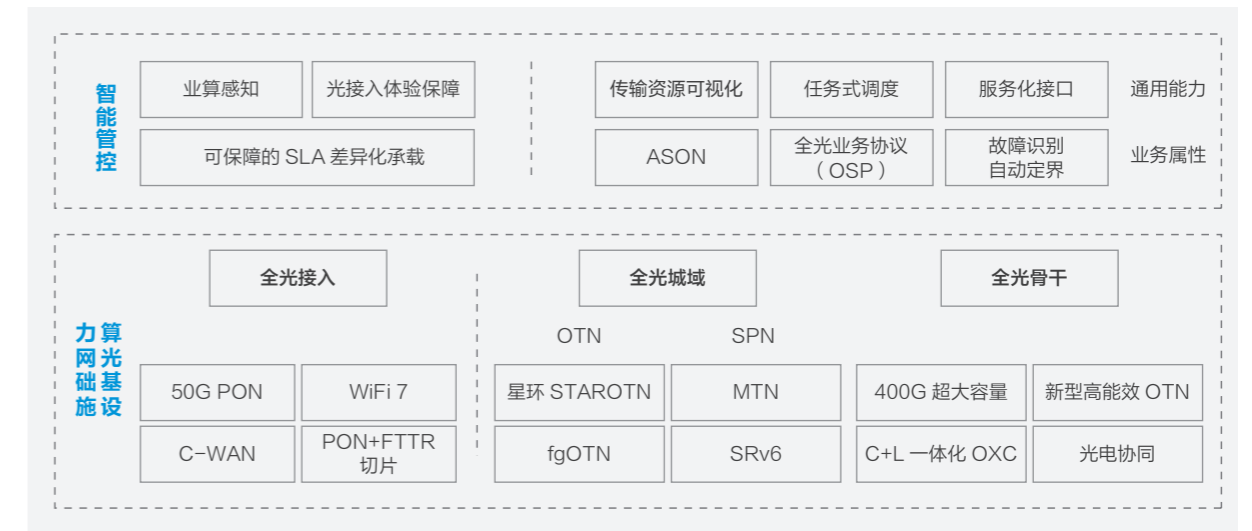 智能管控
业算感知
光接入体验保障
传输资源可视化
任务式调度
服务化接口
通用能力
可保障的 SLA 差异化承载
ASON
全光业务协议
（OSP）
故障识别
自动定界
业务属性
算力光网基础设施
全光接入
全光城域
全光骨干
OTN
SPN
50G PON
WiFi 7
星环 STAROTN
MTN
400G 超大容量
新型高能效 OTN
C-WAN
PON+FTTR
切片
fgOTN
SRv6
C+L 一体化 OXC
光电协同